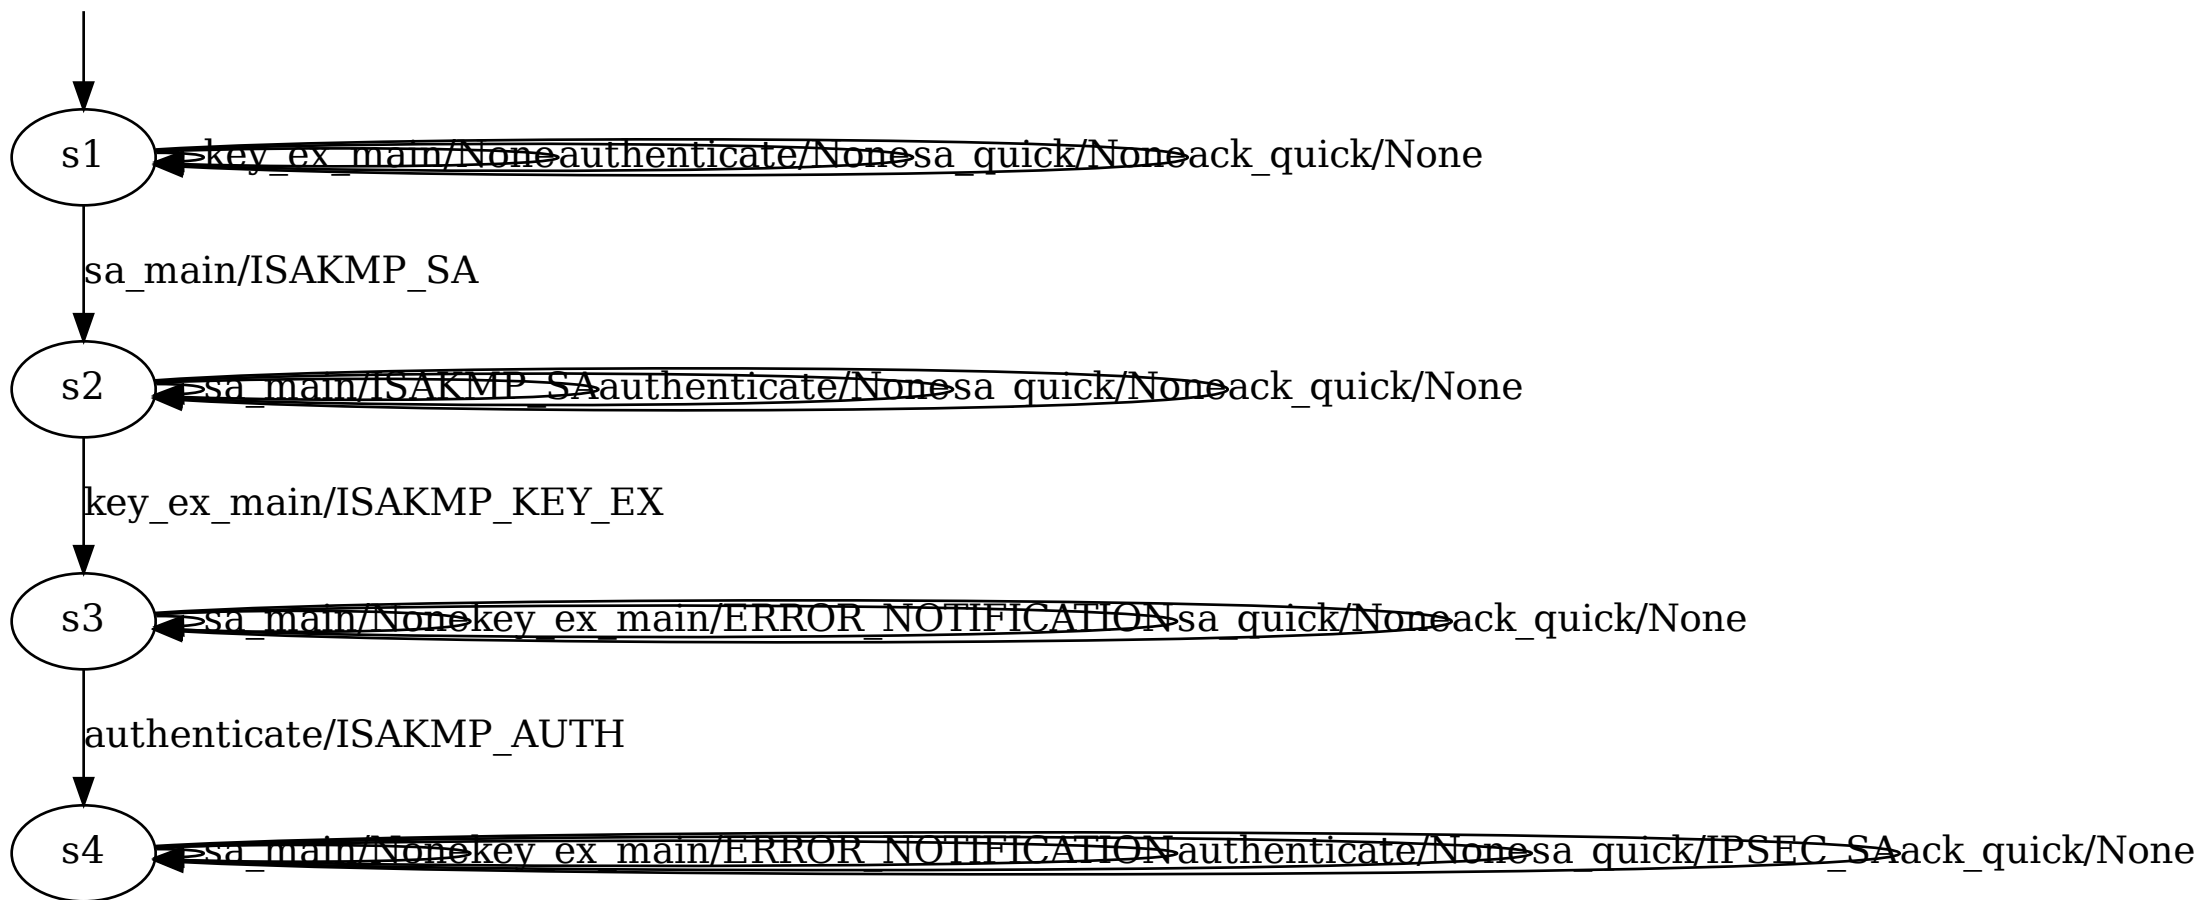 s1 key_ex_main/None authenticate/None sa_quick/None ack_quick/None
sa_main/ISAKMP_SA
s2 sa_main/ISAKMP_SA authenticate/None sa_quick/None ack_quick/None
key_ex_main/ISAKMP_KEY_EX
s3 sa_main/None key_ex_main/ERROR_NOTIFICATION sa_quick/None ack_quick/None
authenticate/ISAKMP_AUTH
s4 sa_main/None key_ex_main/ERROR_NOTIFICATION authenticate/None sa_quick/IPSEC_SA ack_quick/None